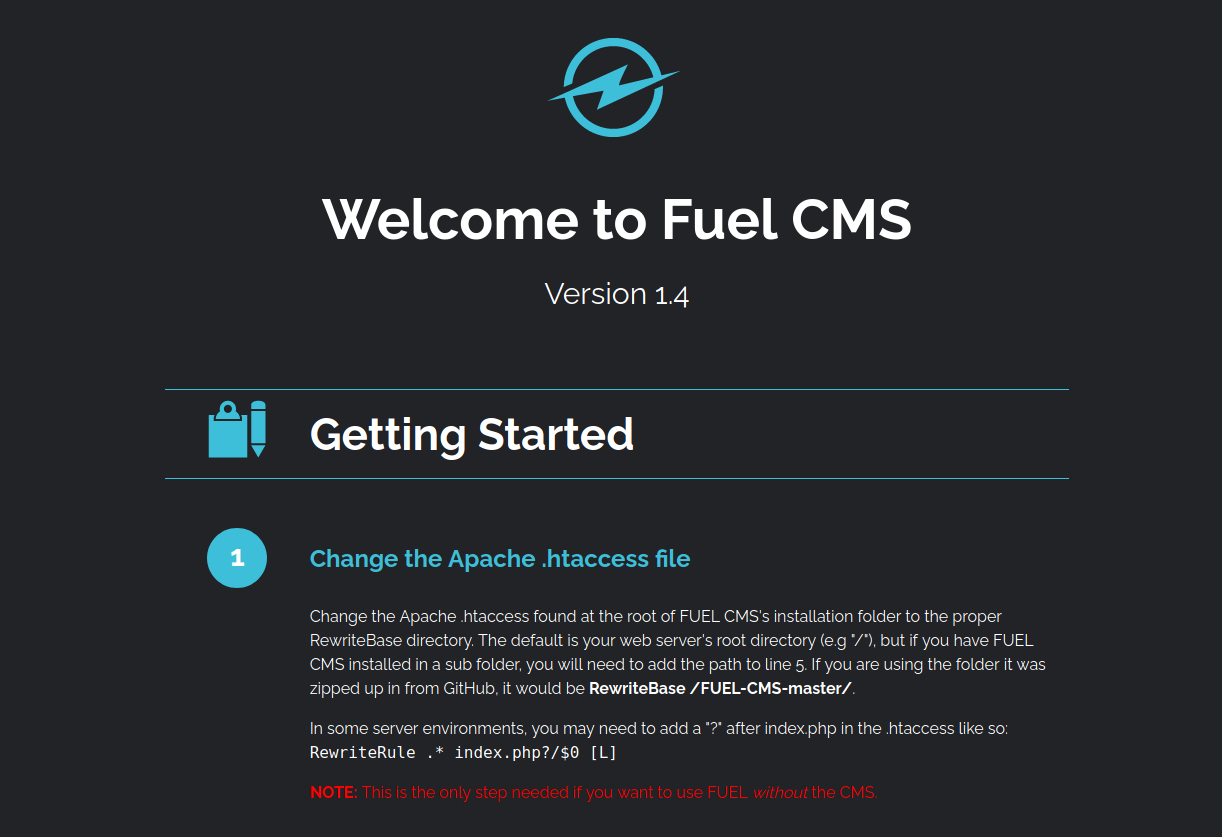 Welcome to Fuel CMS
Version 1.4
Getting Started
1
Change the Apache .htaccess file
Change the Apache .htaccess found at the root of FUEL CMS's installation folder to the proper
RewriteBase directory. The default is your web server's root directory (e.g "/"), but if you have FUEL
CMS installed in a sub folder, you will need to add the path to line 5. If you are using the folder it was
zipped up in from GitHub, it would be RewriteBase /FUEL-CMS-master/.
In some server environments, you may need to add a "?" after index.php in the .htaccess like so:
RewriteRule .* index.php?/$0 [L]
NOTE: This is the only step needed if you want to use FUEL without the CMS.